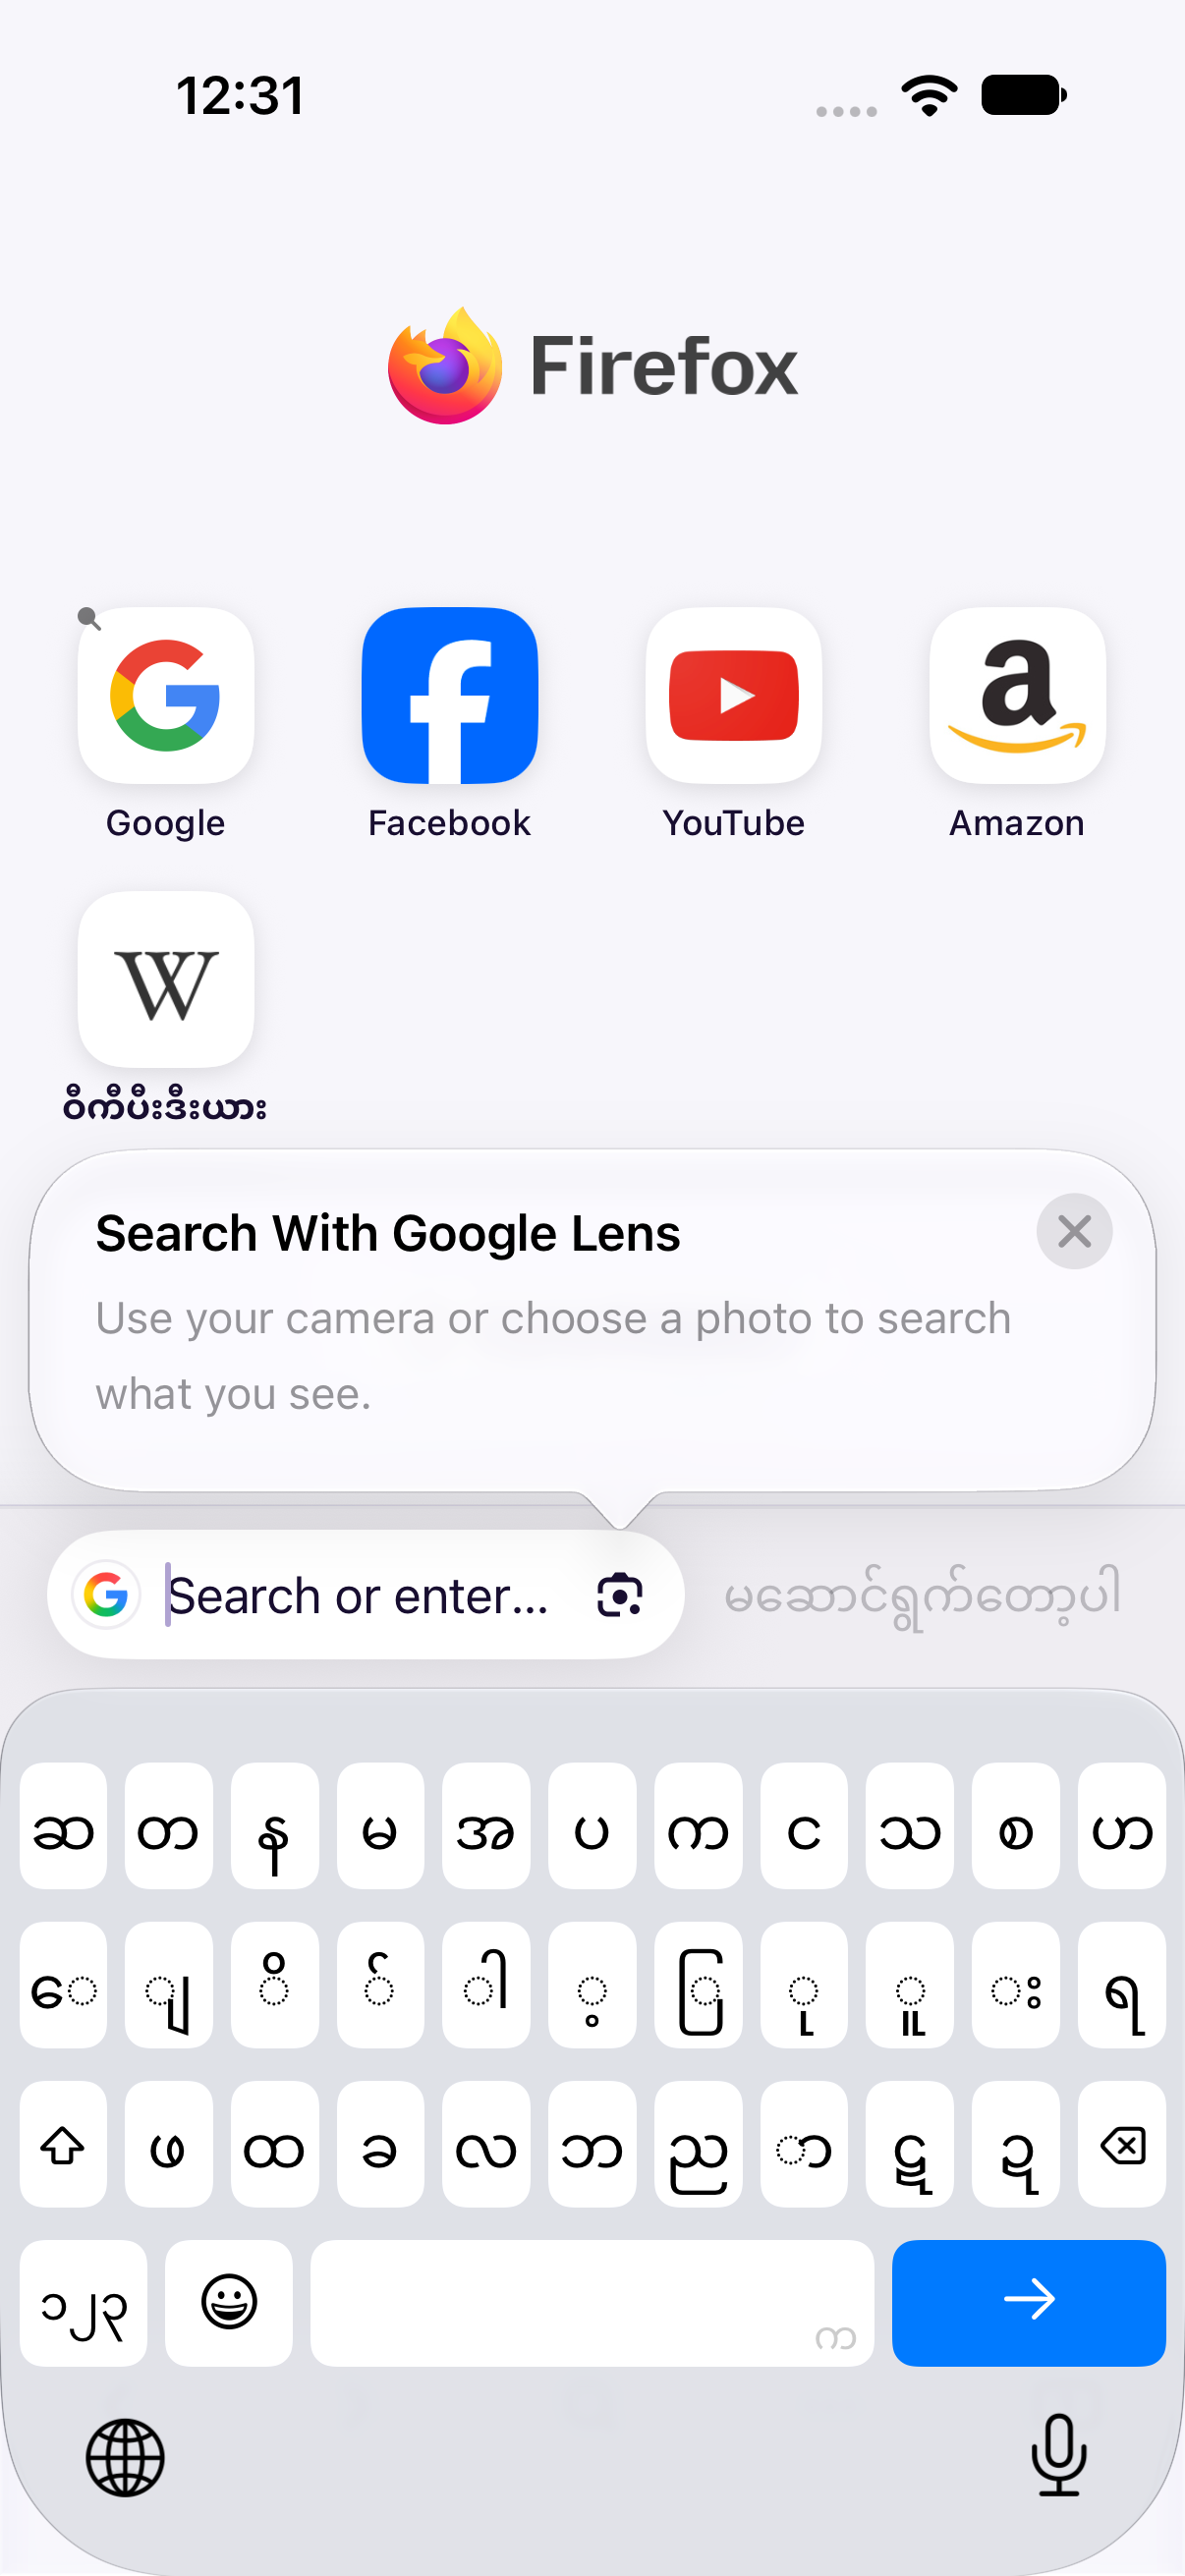 12:31
Firefox
Google
Facebook
YouTube
Amazon
ဝီကီပီးဒီးယား
Search With Google Lens
Use your camera or choose a photo to search
what you see.
Search or enter...
မဆောင်ရွက်တော့ပါ
ဆ တ န မ အ ပ က င သ စ ဟ
ေ ျ ိ ် ါ ့ ြ ု ူ း ရ
ဖ ထ ခ လ ဘ ည ာ ဋ္ဌ ဍ
၁၂၃
က